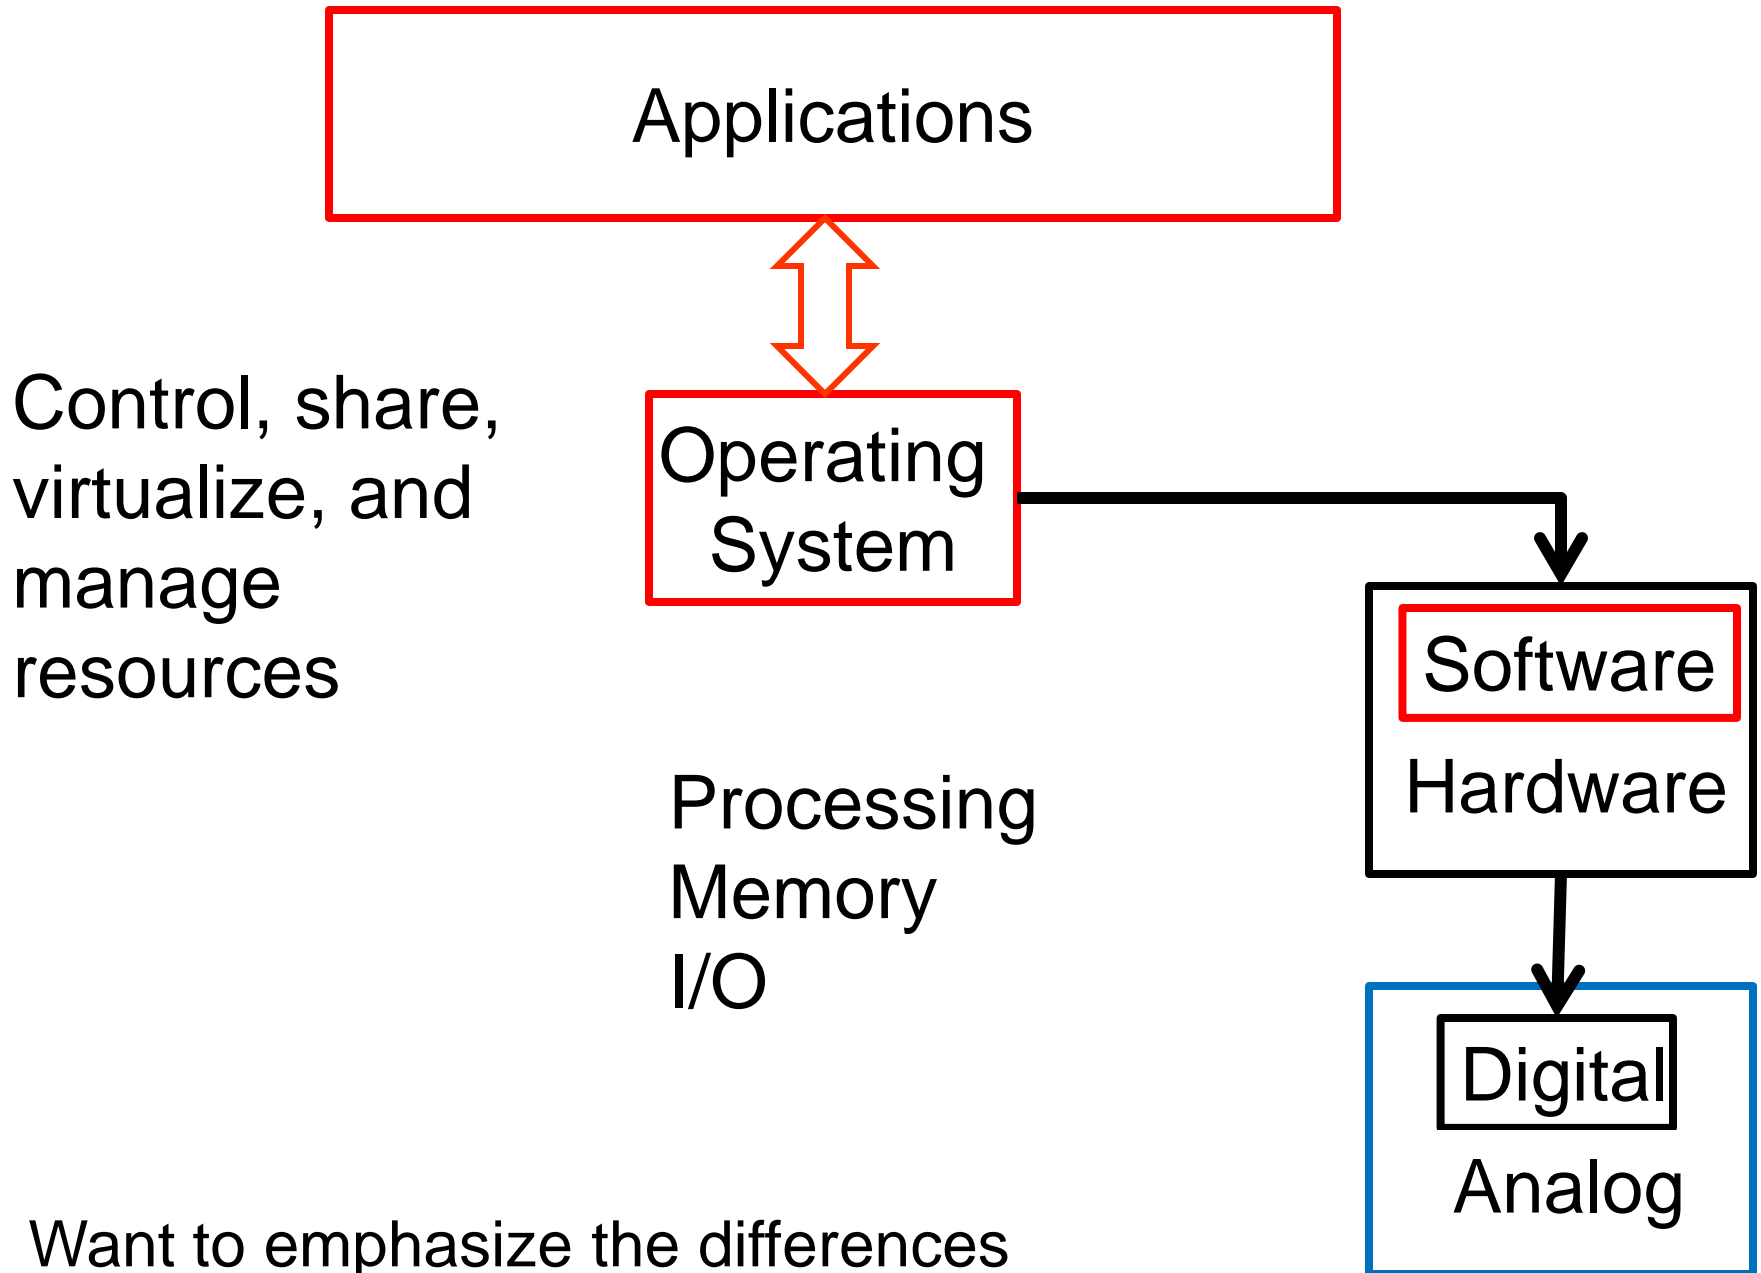 Applications
Control, share,
virtualize, and
manage
resources
Operating
System
Software
Hardware
Processing
Memory
I/O
Digital
Analog
Want to emphasize the differences